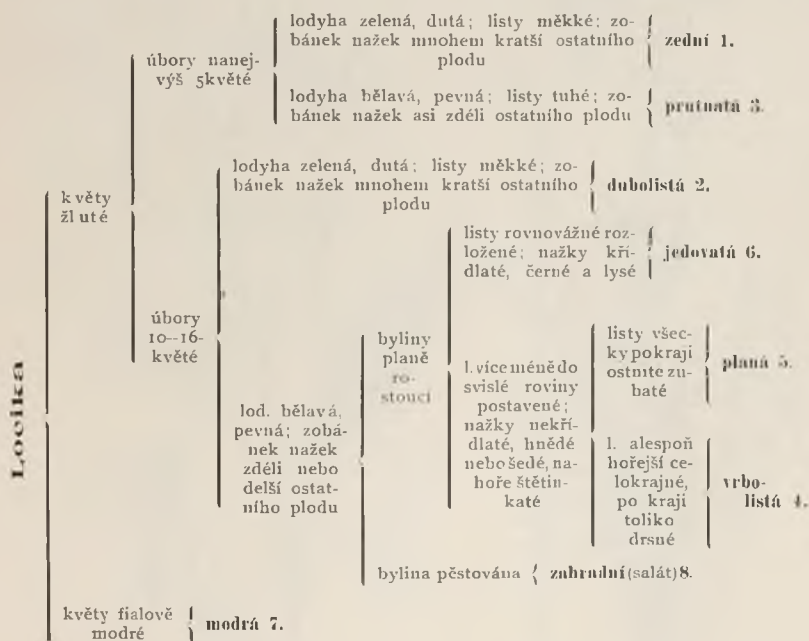 Locika
květy
žluté
úbory nanej-
výš 5květé
lodyha zelená, dutá; listy měkké; zo-
bánek nažek mnohem kratší ostatního
plodu
zední 1.
lodyha bělavá, pevná; listy tuhé; zo-
bánek nažek asi zdéli ostatního plodu
prutnatá 3.
úbory
10--16-
květé
lodyha zelená, dutá; listy měkké; zo-
bánek nažek mnohem kratší ostatního
plodu
dubolistá 2.
lod. bělavá,
pevná; zobá-
nek nažek
zdéli nebo
delší ostat-
ního plodu
byliny
planě
ro-
stoucí
listy rovnovážné roz-
ložené; nažky kří-
dlaté, černé a lysé
jedovatá 6.
l. více méně do
svislé roviny
postavené;
nažky nekří-
dlaté, hnědé
nebo šedé, na-
hoře štětin-
katé
listy všec-
ky po kraji
ostnitě zu-
baté
planá 5.
l. alespoň
hořejší ce-
lokrajné,
po kraji
toliko
drsné
vrbo-
listá 4.
bylina pěstována
zahradní (salát) 8.
květy fialově
modré
modrá 7.